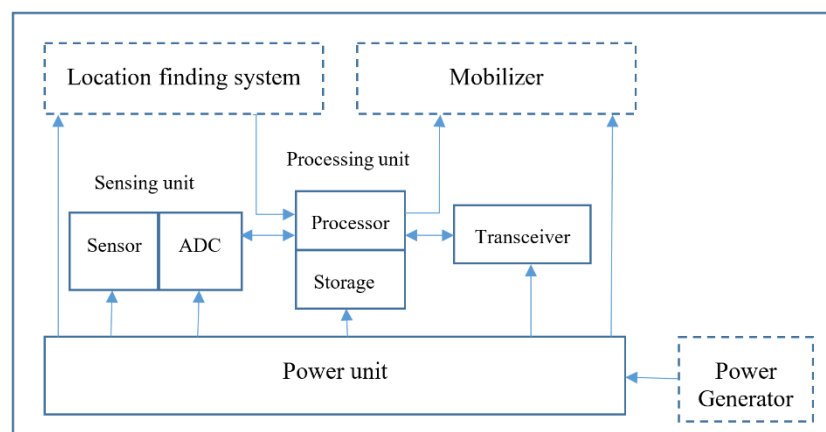 Location finding system
Mobilizer
Processing unit
Sensing unit
Sensor
ADC
Processor
Transceiver
Storage
Power unit
Power
Generator